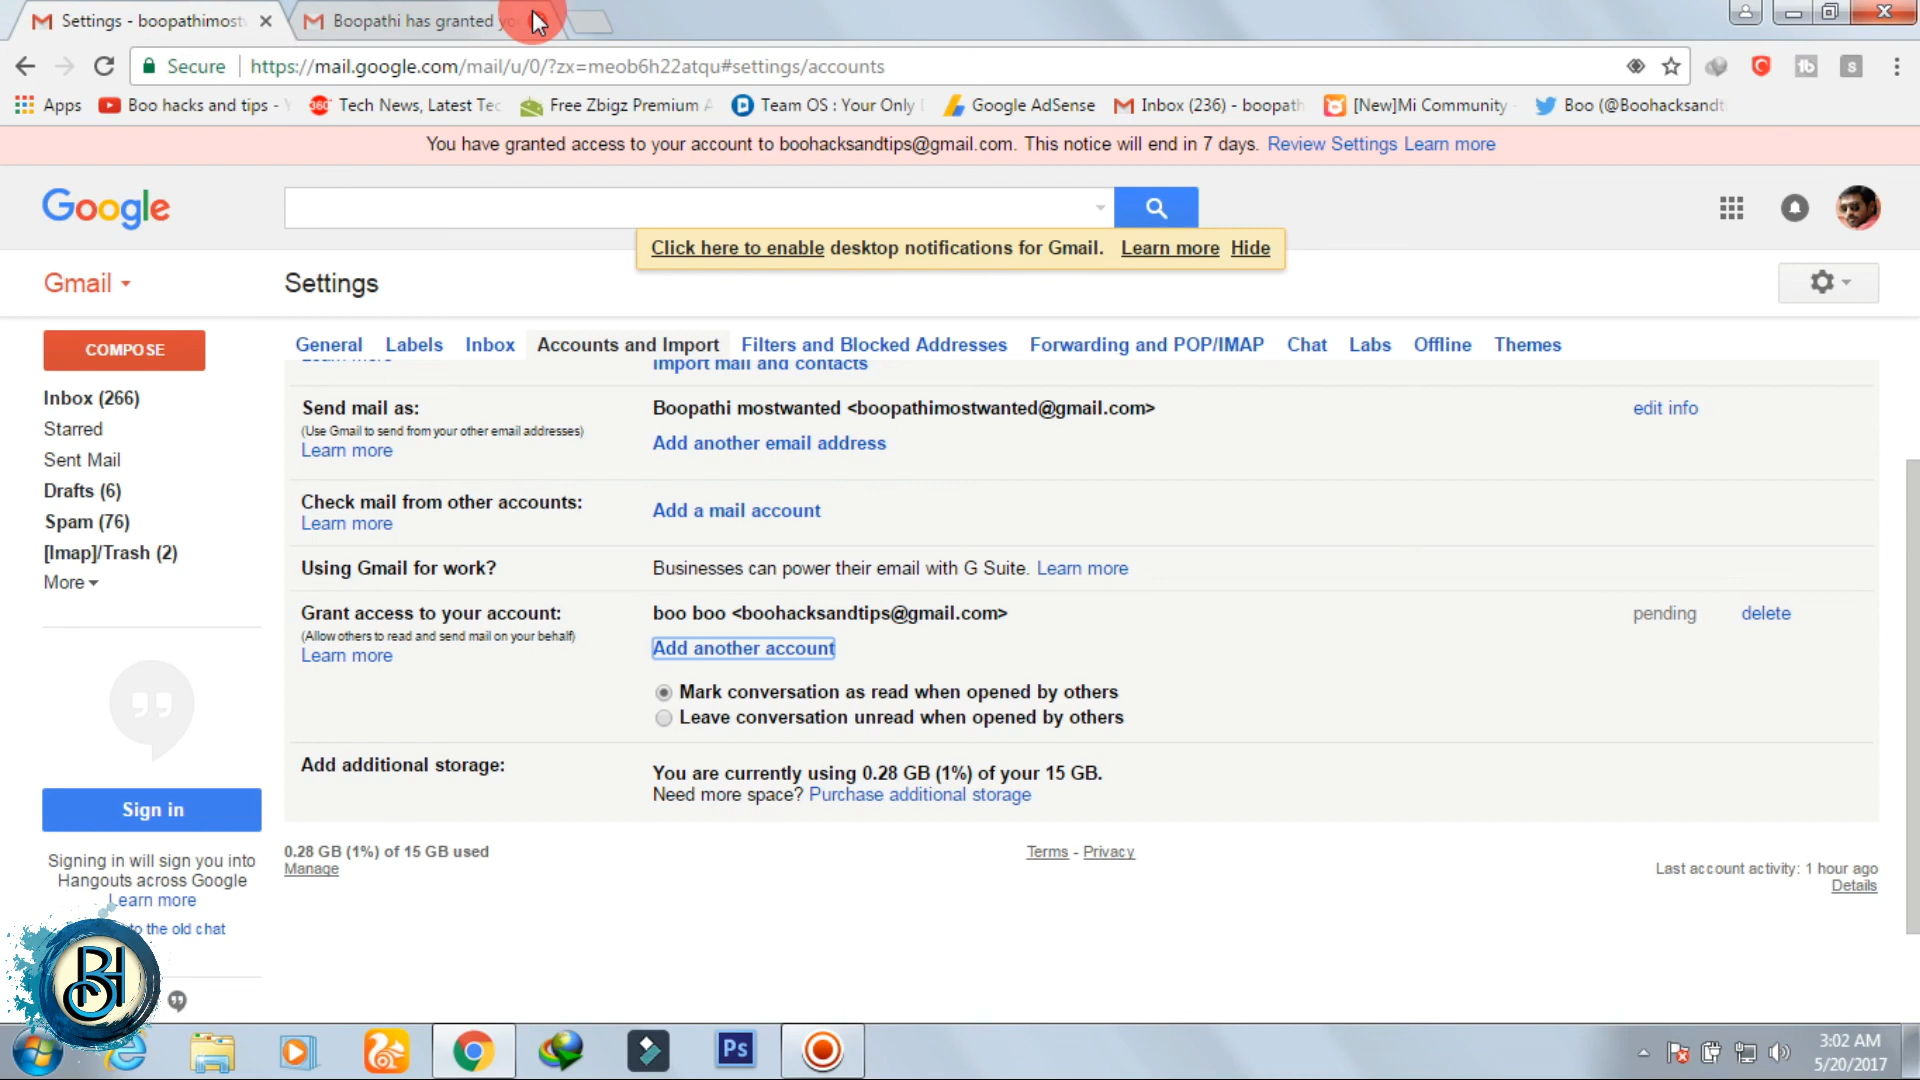 Settings - boopathimost
Boopathi has granted
Secure
https://mail.google.com/mail/u/0/?zx=meob6h22atqu#settings/accounts
Apps
Boo hacks and tips -
Tech News, Latest Tec
Free Zbigz Premium
Team OS : Your Only
Google AdSense
Inbox (236) - boopath
[New]Mi Community
Boo (@Boohacksandt
You have granted access to your account to boohacksandtips@gmail.com. This notice will end in 7 days. Review Settings Learn more
Google
Click here to enable desktop notifications for Gmail. Learn more Hide
Gmail
Settings
COMPOSE
General Labels Inbox Accounts and Import Filters and Blocked Addresses Forwarding and POP/IMAP Chat Labs Offline Themes
Learn more
Import mail and contacts
Inbox (266)
Starred
Sent Mail
Drafts (6)
Spam (76)
[Imap]/Trash (2)
More
Send mail as:
(Use Gmail to send from your other email addresses)
Learn more
Boopathi mostwanted <boopathimostwanted@gmail.com>
edit info
Add another email address
Check mail from other accounts:
Learn more
Add a mail account
Using Gmail for work?
Businesses can power their email with G Suite. Learn more
Grant access to your account:
(Allow others to read and send mail on your behalf)
Learn more
boo boo <boohacksandtips@gmail.com>
pending
delete
Add another account
Mark conversation as read when opened by others
Leave conversation unread when opened by others
Add additional storage:
You are currently using 0.28 GB (1%) of your 15 GB.
Need more space? Purchase additional storage
Sign in
Signing in will sign you into
Hangouts across Google
Learn more
to the old chat
0.28 GB (1%) of 15 GB used
Manage
Terms - Privacy
Last account activity: 1 hour ago
Details
Ps
3:02 AM
5/20/2017